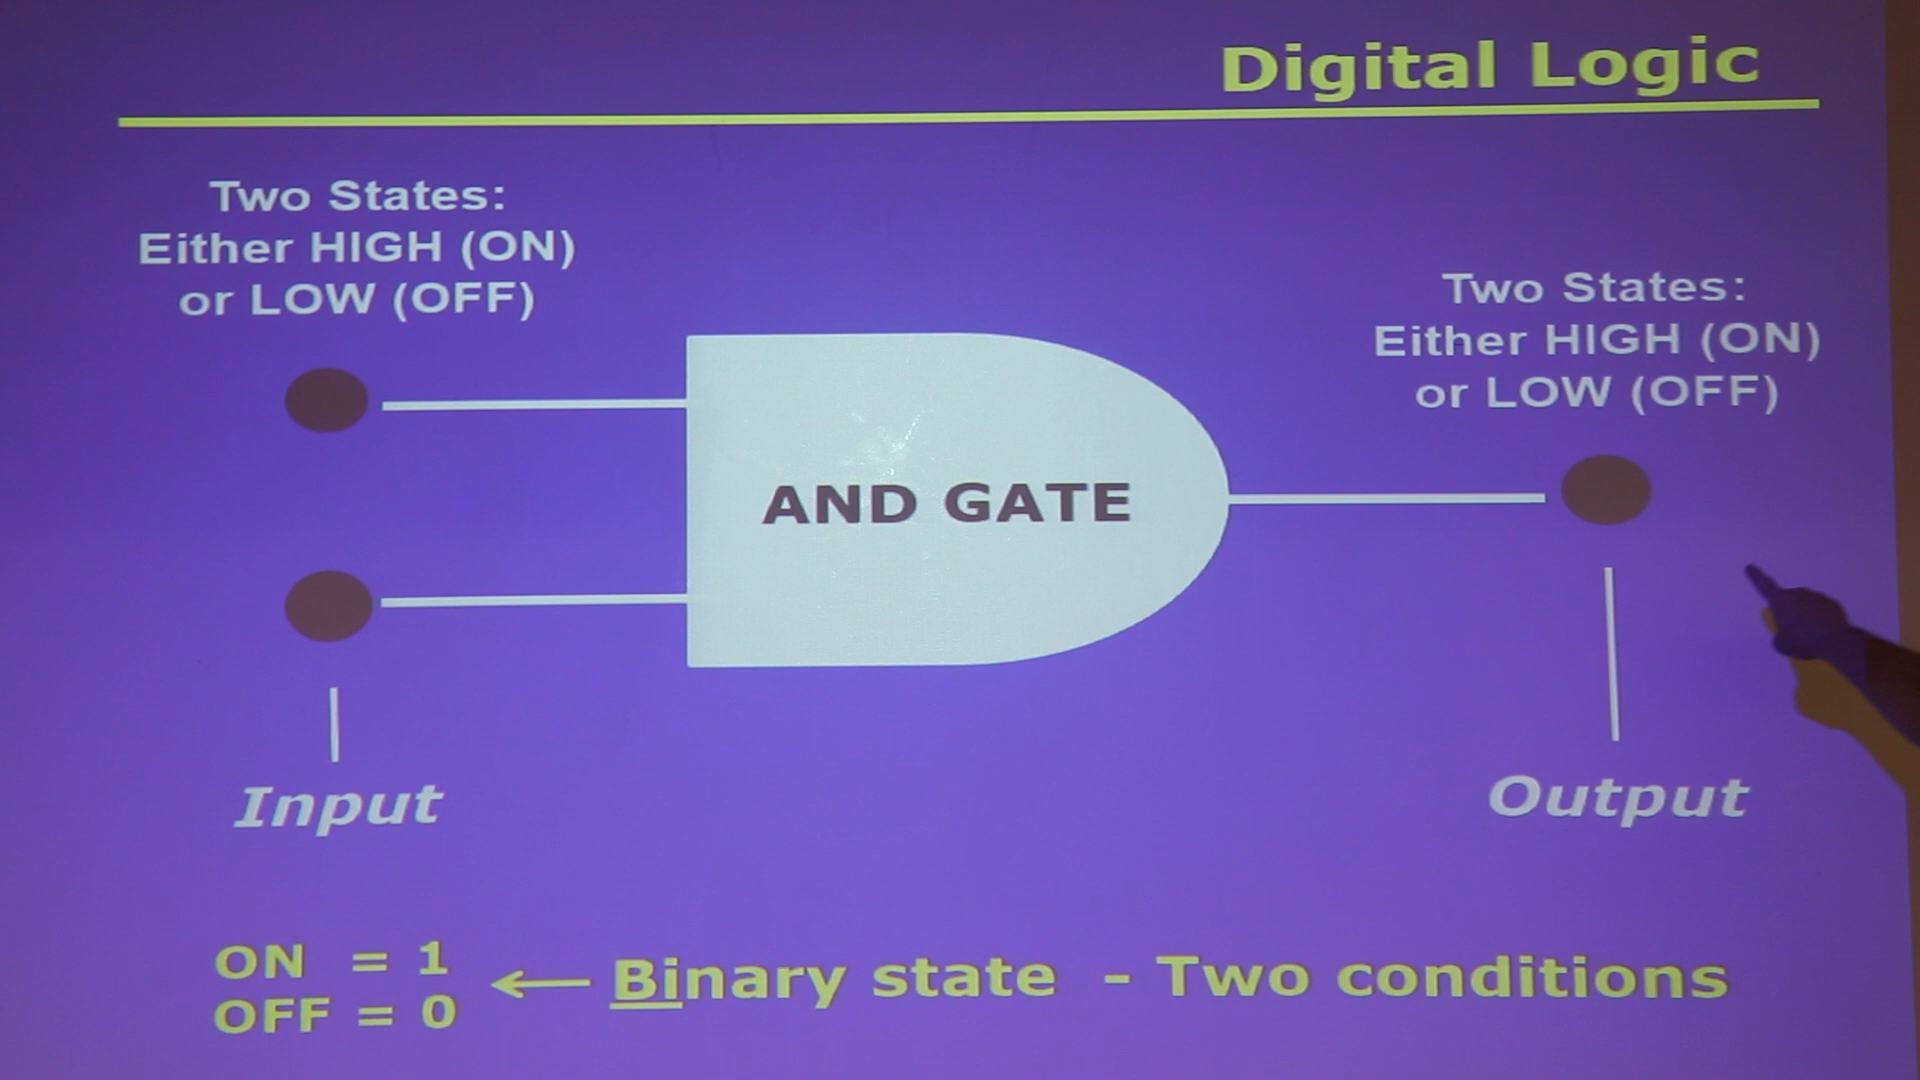 Digital Logic
Two States:
Either HIGH (ON)
or LOW (OFF)
Two States:
Either HIGH (ON)
or LOW (OFF)
AND GATE
Input
Output
ON = 1
OFF = 0
Binary state - Two conditions